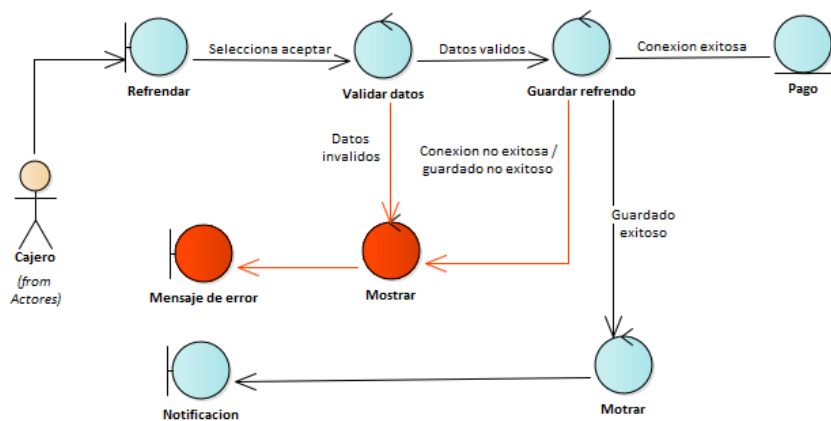 Selecciona aceptar
Datos validos
Conexion exitosa
Refrendar
Validar datos
Guardar refrendo
Pago
Datos
invalidos
Conexion no exitosa /
guardado no exitoso
Guardado
exitoso
Cajero
(from
Actores)
Mensaje de error
Mostrar
Notificacion
Motrar